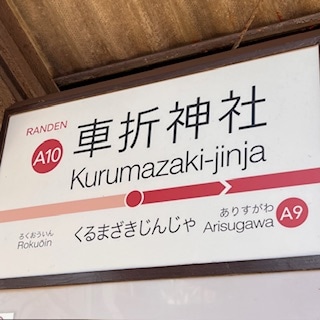 RANDEN
A10 車折神社
Kurumazaki-jinja
ろくおういん
Rokuōin
くるまざきじんじゃ
ありすがわ
Arisugawa A9